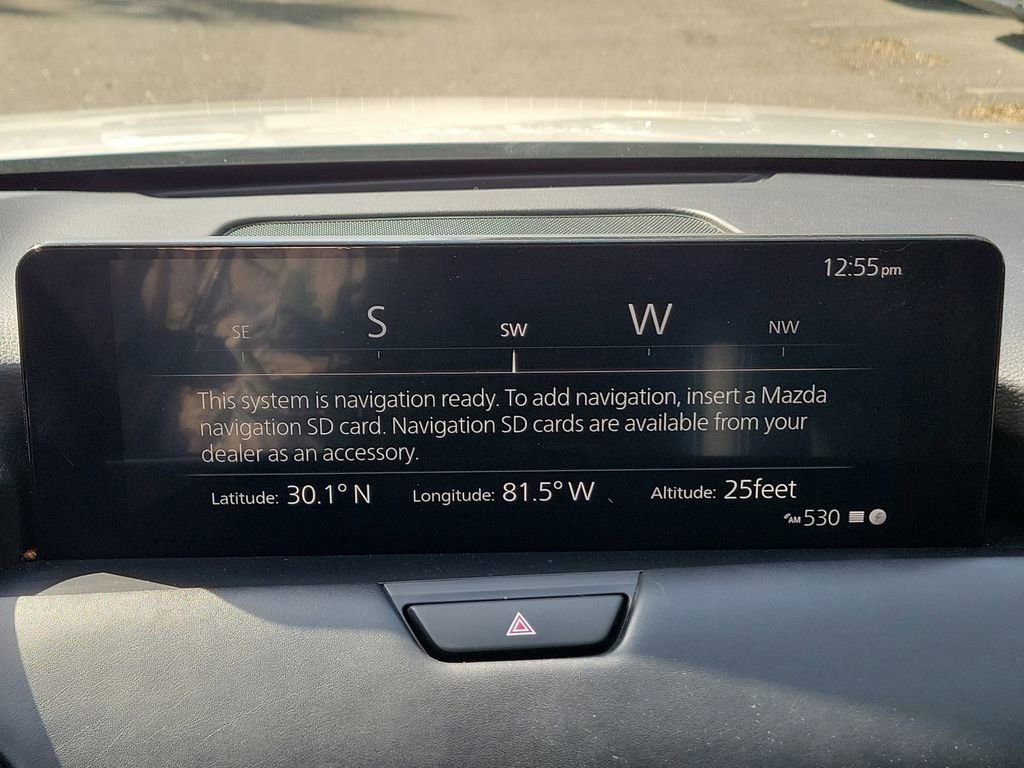 12:55pm
SE S SW W NW
This system is navigation ready. To add navigation, insert a Mazda
navigation SD card. Navigation SD cards are available from your
dealer as an accessory.
Latitude: 30.1° N Longitude: 81.5° W Altitude: 25feet
AM 530